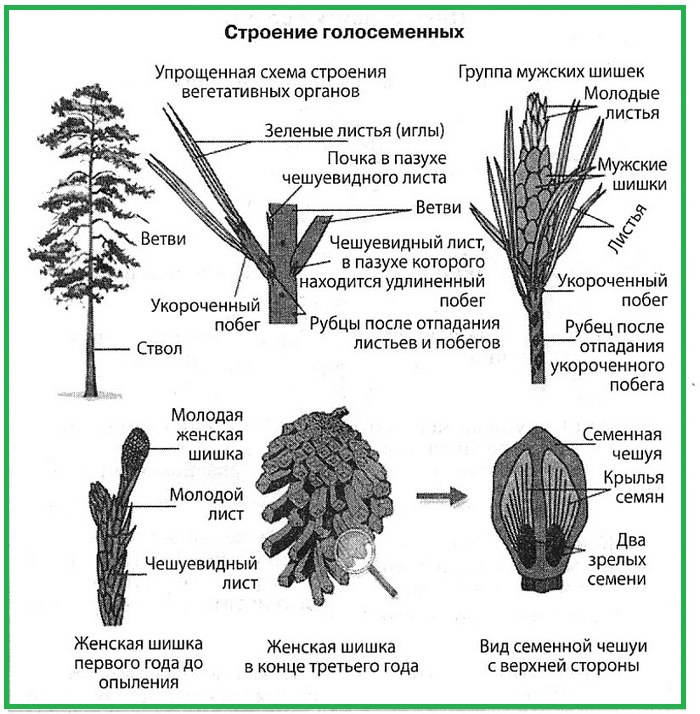 Строение голосеменных
Упрощенная схема строения
вегетативных органов
Зеленые листья (иглы)
Почка в пазухе
чешуевидного листа
Ветви
Ветви
Чешуевидный лист,
в пазухе которого
находится удлиненный
побег
Укороченный
побег
Рубцы после отпадания
листьев и побегов
Ствол
Группа мужских шишек
Молодые
листья
Мужские
шишки
Листья
Укороченный
побег
Рубец после
отпадания
укороченного
побега
Молодая
женская
шишка
Молодой
лист
Чешуевидный
лист
Женская шишка
первого года до
опыления
Женская шишка
в конце третьего года
Семенная
чешуя
Крылья
семян
Два
зрелых
семени
Вид семенной чешуи
с верхней стороны